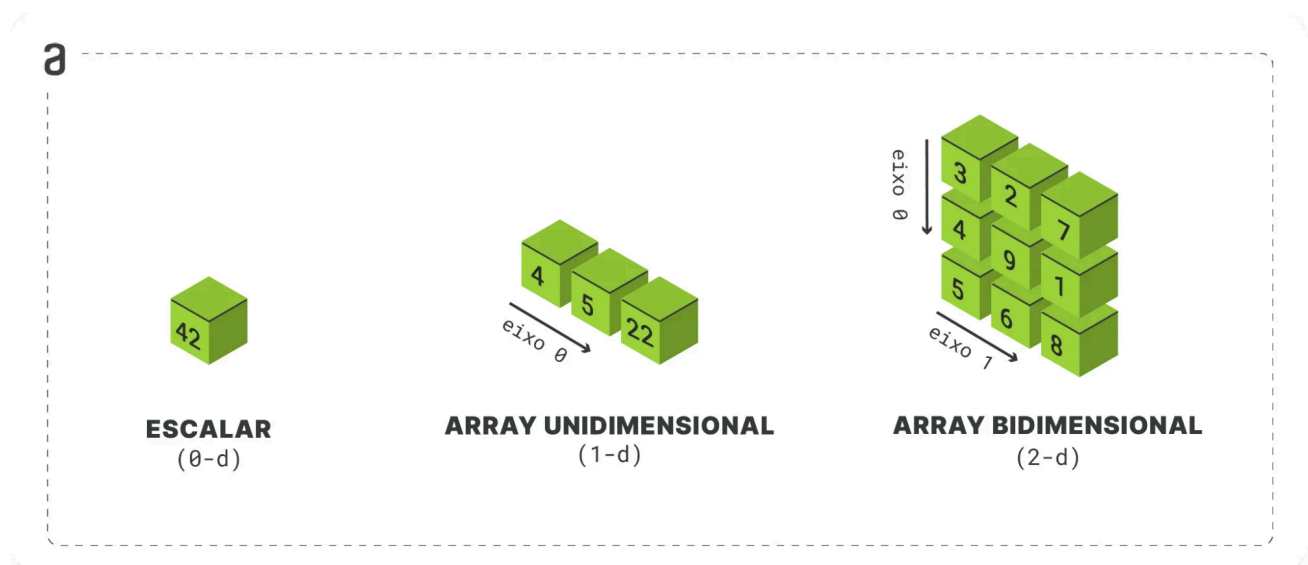 a
42
ESCALAR
(0-d)
4 5 22
eixo 0
ARRAY UNIDIMENSIONAL
(1-d)
eixo 0
3 2 7
4 9 1
5 6 8
eixo 1
ARRAY BIDIMENSIONAL
(2-d)